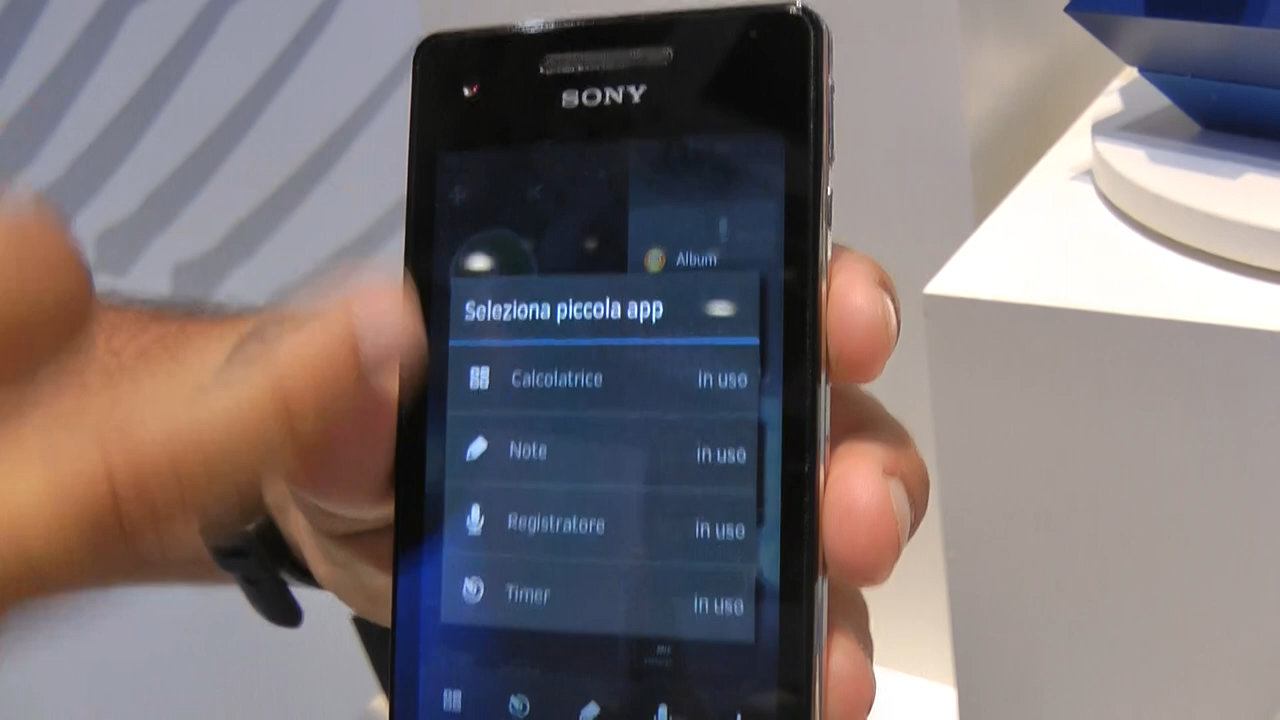 SONY
Album
Seleziona piccola app
Calcolatrice in uso
Note in uso
Registratore in uso
Timer in uso